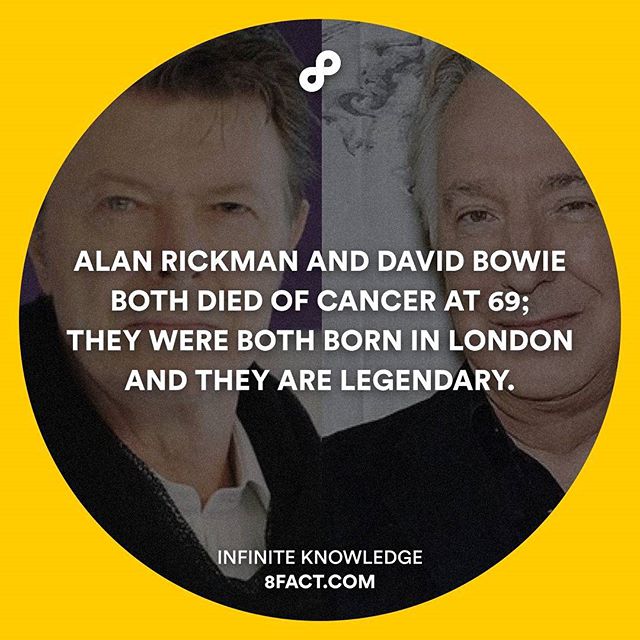 ALAN RICKMAN AND DAVID BOWIE
BOTH DIED OF CANCER AT 69;
THEY WERE BOTH BORN IN LONDON
AND THEY ARE LEGENDARY.
INFINITE KNOWLEDGE
8FACT.COM